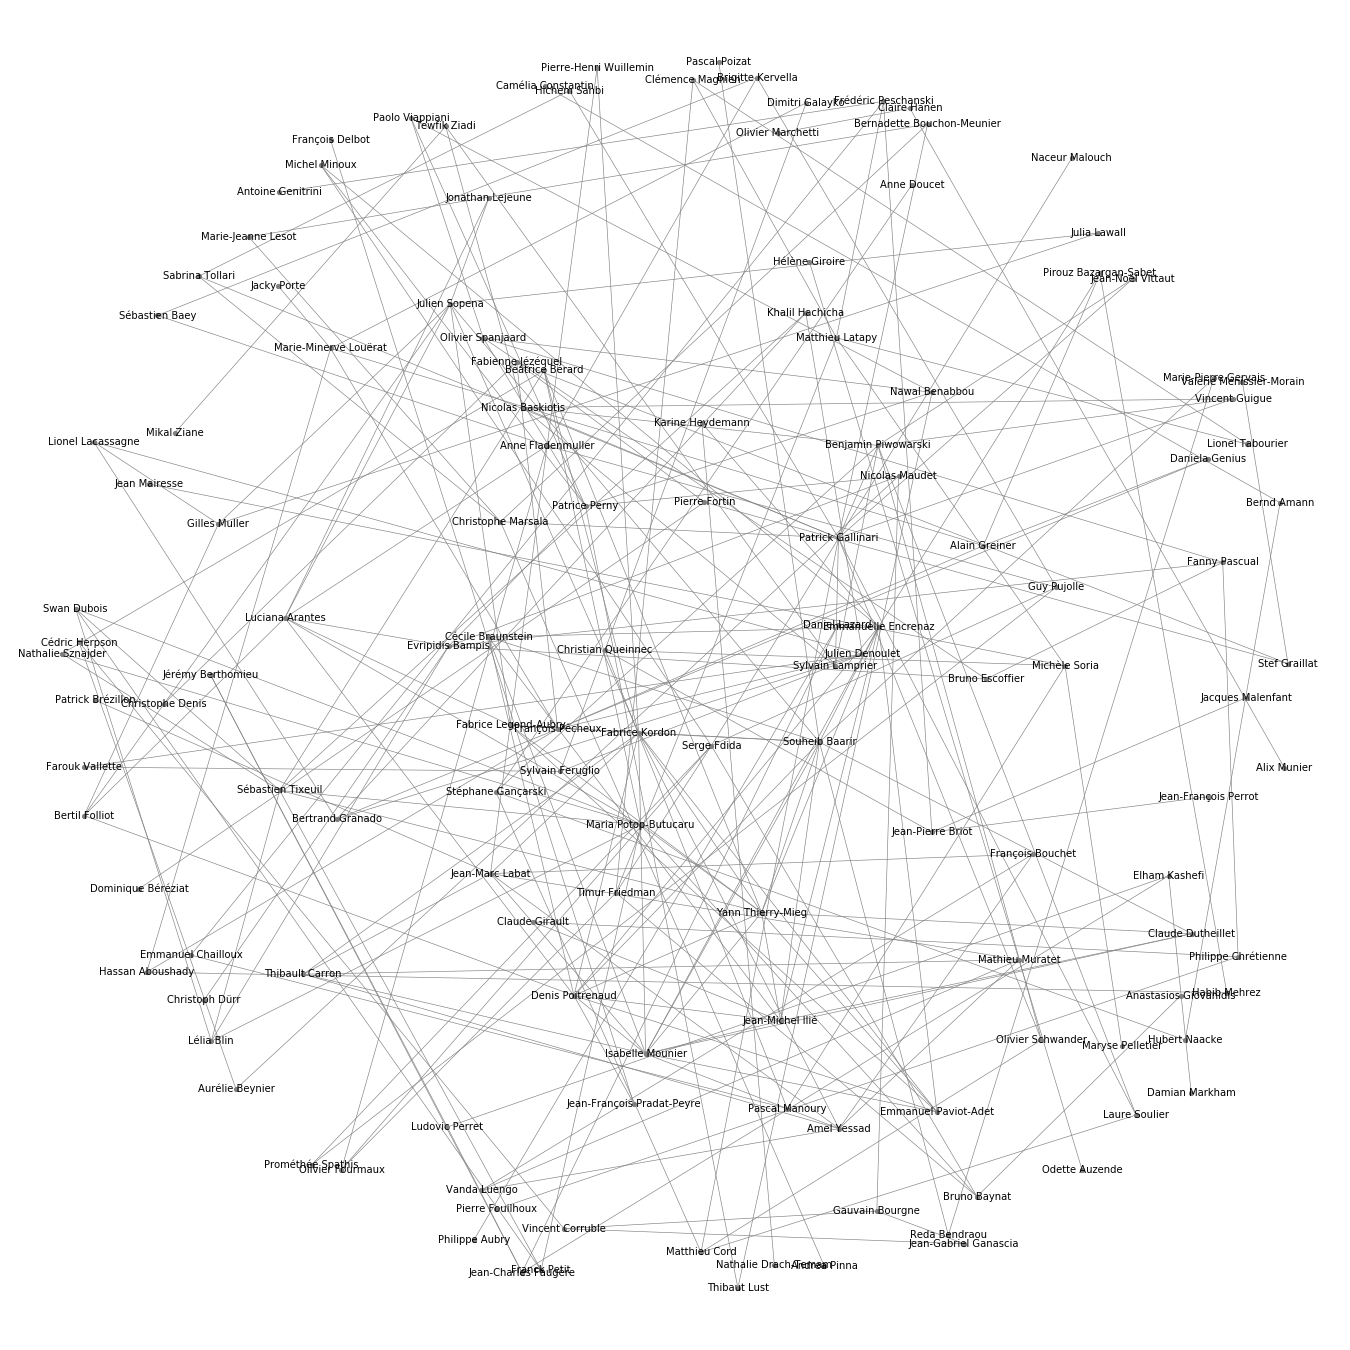 Pascal Poizat
Pierre-Henri Wuillemin
Brigitte Kervella
Clémence Magnien
Camélia Constantin
Hichem Sahbi
Frédéric Peschanski
Dimitri Galayko
Claire Hanen
Paolo Viappiani
Bernadette Bouchon-Meunier
Tewfik Ziadi
Olivier Marchetti
François Delbot
Naceur Malouch
Michel Minoux
Anne Doucet
Antoine Genitrini
Jonathan Lejeune
Julia Lawall
Marie-Jeanne Lesot
Hélène Giroire
Pirouz Bazargan-Sabet
Sabrina Tollari
Jean-Noël Vittaut
Jacky Porte
Julien Sopena
Khalil Hachicha
Sébastien Baey
Olivier Spanjaard
Matthieu Latapy
Marie-Minerve Louërat
Fabienne Jézéquel
Béatrice Bérard
Marie-Pierre Gervais
Valérie Ménissier-Morain
Nawal Benabbou
Vincent Guigue
Nicolas Baskiotis
Karine Heydemann
Mikal Ziane
Lionel Lacassagne
Lionel Tabourier
Anne Fladenmuller
Benjamin Piwowarski
Daniela Genius
Nicolas Maudet
Jean Mairesse
Pierre Fortin
Bernd Amann
Patrice Perny
Christophe Marsala
Gilles Muller
Patrick Gallinari
Alain Greiner
Fanny Pascual
Guy Pujolle
Swan Dubois
Luciana Arantes
Daniel Lazard
Emmanuelle Encrenaz
Cécile Braunstein
Cédric Herpson
Evripidis Bampis
Christian Queinnec
Nathalie Sznajder
Julien Denoulet
Stef Graillat
Sylvain Lamprier
Michèle Soria
Jérémy Berthomieu
Bruno Escoffier
Patrick Brézillon
Jacques Malenfant
Christophe Denis
Fabrice Legond-Aubry
François Pêcheux
Fabrice Kordon
Souheib Baarir
Serge Fdida
Farouk Vallette
Alix Munier
Sylvain Feruglio
Sébastien Tixeuil
Stéphane Gançarski
Jean-François Perrot
Bertil Folliot
Bertrand Granado
Maria Potop-Butucaru
Jean-Pierre Briot
François Bouchet
Jean-Marc Labat
Elham Kashefi
Dominique Béréziat
Timur Friedman
Yann Thierry-Mieg
Claude Girault
Claude Dutheillet
Emmanuel Chailloux
Philippe Chrétienne
Mathieu Muratet
Hassan Aboushady
Thibault Carron
Habib Mehrez
Denis Poitrenaud
Anastasios Giovanidis
Christoph Dürr
Jean-Michel Ilié
Lélia Blin
Olivier Schwander
Hubert Naacke
Maryse Pelletier
Isabelle Mounier
Aurélie Beynier
Damian Markham
Jean-François Pradat-Peyre
Pascal Manoury
Emmanuel Paviot-Adet
Laure Soulier
Ludovic Perret
Amel Yessad
Prométhée Spathis
Olivier Fourmaux
Odette Auzende
Vanda Luengo
Bruno Baynat
Pierre Fouilhoux
Gauvain Bourgne
Vincent Corruble
Reda Bendraou
Philippe Aubry
Jean-Gabriel Ganascia
Matthieu Cord
Nathalie Drach-Temam
Andrea Pinna
Franck Petit
Jean-Charles Faugère
Thibaut Lust